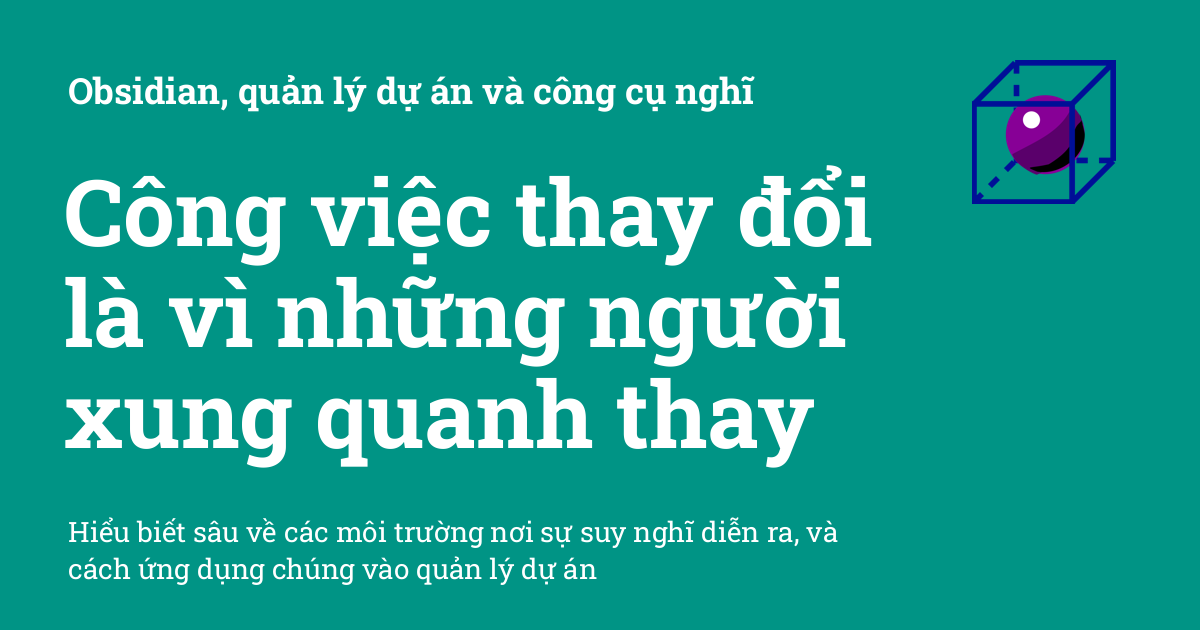 Obsidian, quản lý dự án và công cụ nghĩ
Công việc thay đổi
là vì những người
xung quanh thay
Hiểu biết sâu về các môi trường nơi sự suy nghĩ diễn ra, và
cách ứng dụng chúng vào quản lý dự án